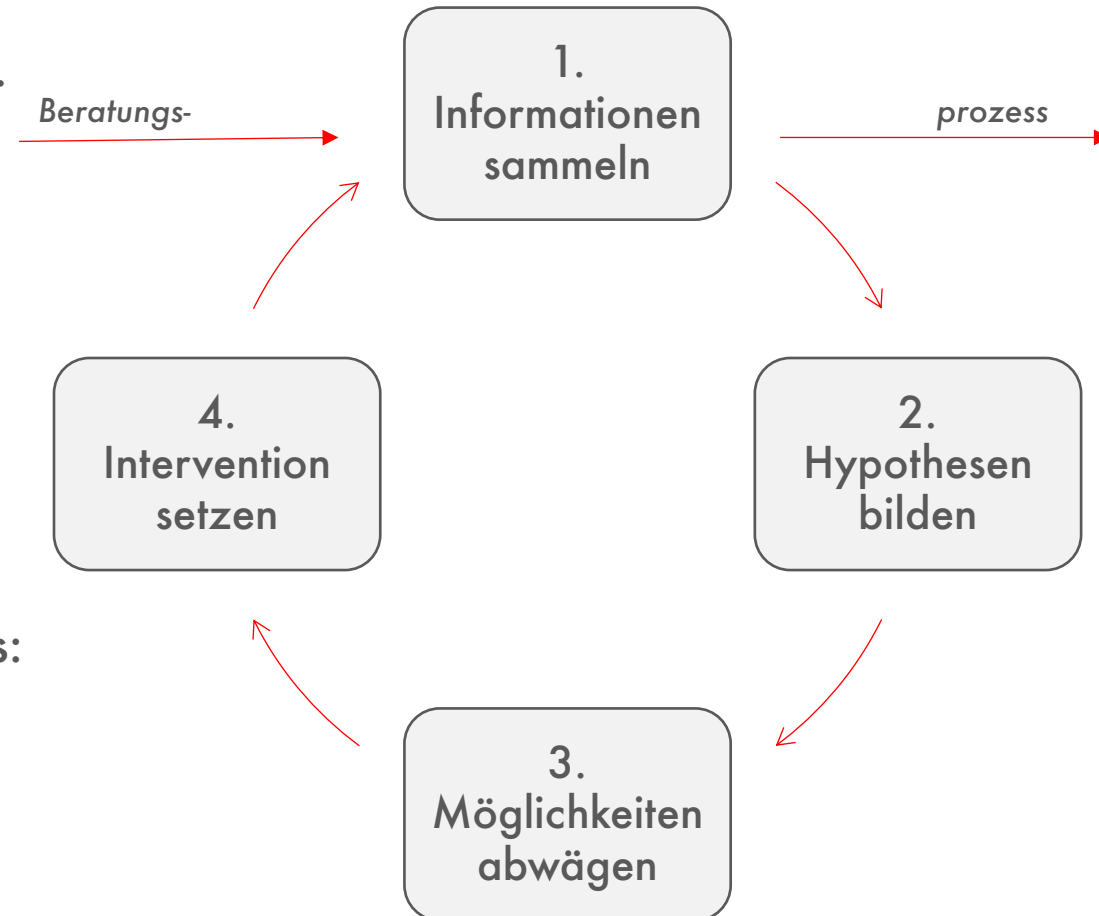 1.
Informationen
sammeln
Beratungs-
prozess
2.
Hypothesen
bilden
3.
Möglichkeiten
abwägen
4.
Intervention
setzen
s: